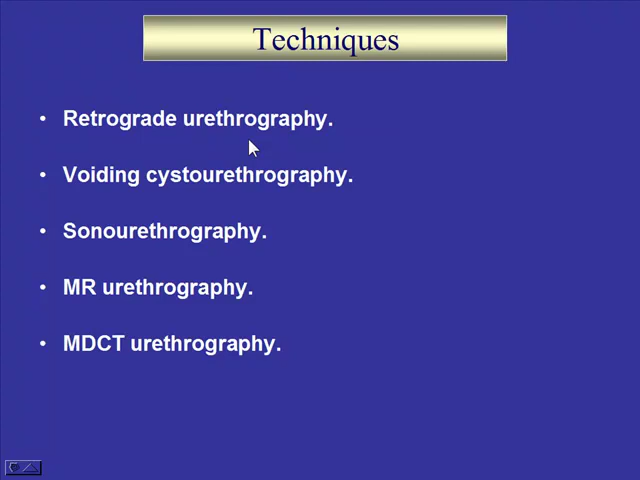 Techniques
• Retrograde urethrography.
• Voiding cystourethrography.
• Sonourethrography.
• MR urethrography.
• MDCT urethrography.